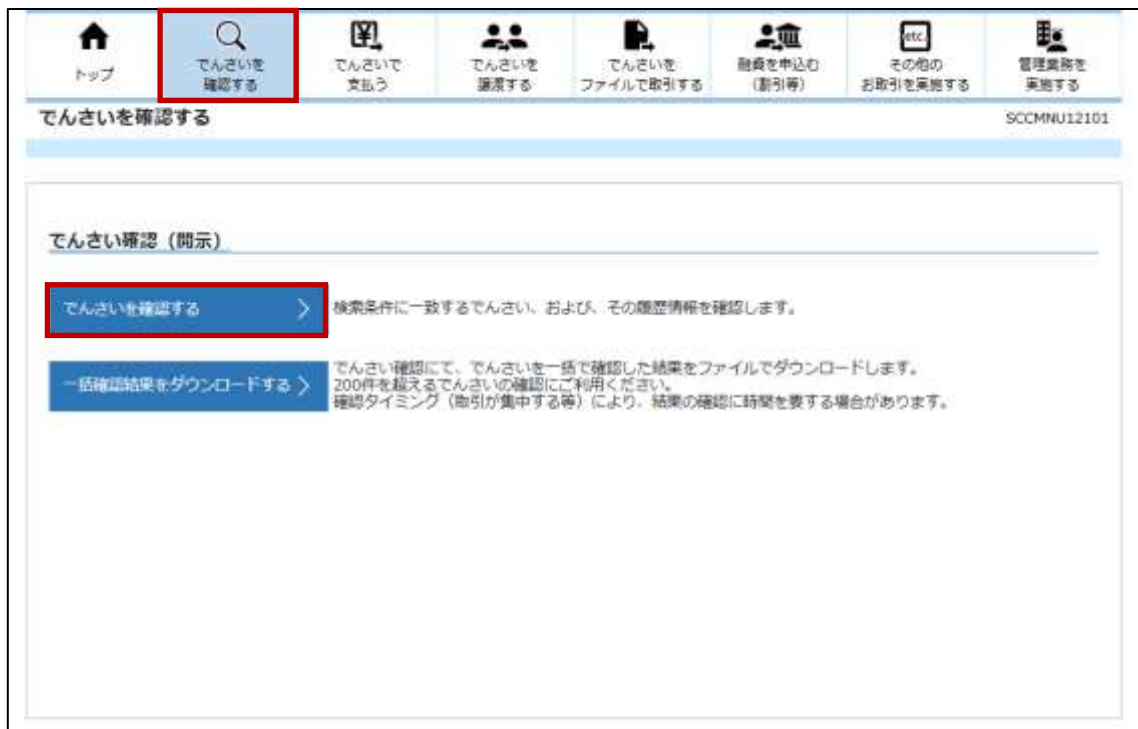 トップ
でんさいを
確認する
でんさいで
支払う
でんさいを
譲渡する
でんさいを
ファイルで取引する
融資を申込む
(割引等)
etc.
その他の
お取引を実施する
管理業務を
実施する
でんさいを確認する
SCCMNU12101
でんさい確認（開示）
でんさいを確認する
検索条件に一致するでんさい、および、その履歴情報を確認します。
一括確認結果をダウンロードする
でんさい確認にて、でんさいを一括で確認した結果をファイルでダウンロードします。
200件を超えるでんさいの確認にご利用ください。
確認タイミング（取引が集中する等）により、結果の確認に時間を要する場合があります。